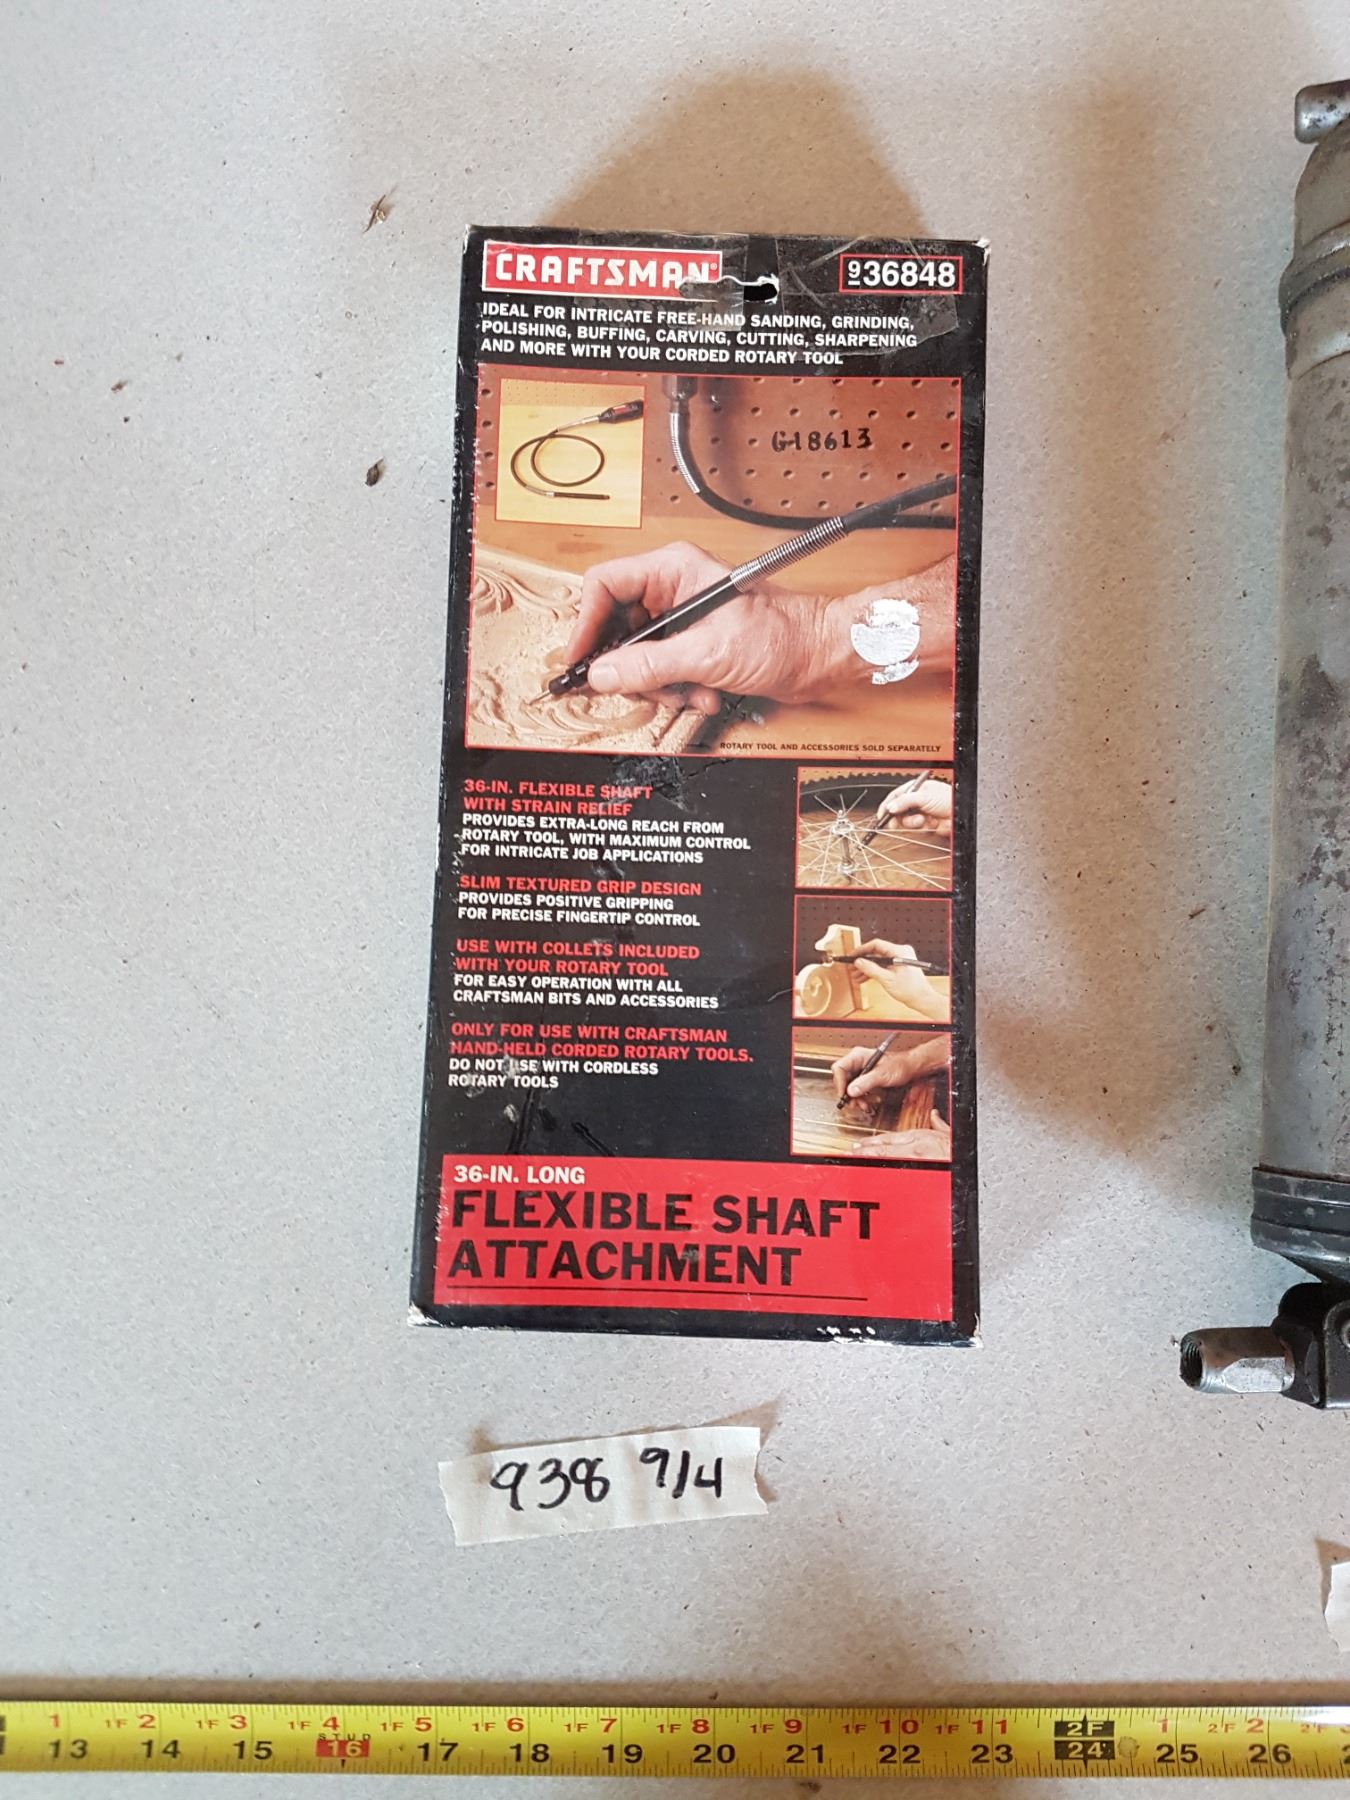 CRAFTSMAN®
936848
IDEAL FOR INTRICATE FREE-HAND SANDING, GRINDING,
POLISHING, BUFFING, CARVING, CUTTING, SHARPENING
AND MORE WITH YOUR CORDED ROTARY TOOL
G18613
ROTARY TOOL AND ACCESSORIES SOLD SEPARATELY
36-IN. FLEXIBLE SHAFT
WITH STRAIN RELIEF
PROVIDES EXTRA-LONG REACH FROM
ROTARY TOOL, WITH MAXIMUM CONTROL
FOR INTRICATE JOB APPLICATIONS
SLIM TEXTURED GRIP DESIGN
PROVIDES POSITIVE GRIPPING
FOR PRECISE FINGERTIP CONTROL
USE WITH COLLETS INCLUDED
WITH YOUR ROTARY TOOL
FOR EASY OPERATION WITH ALL
CRAFTSMAN BITS AND ACCESSORIES
ONLY FOR USE WITH CRAFTSMAN
HAND-HELD CORDED ROTARY TOOLS.
DO NOT USE WITH CORDLESS
ROTARY TOOLS
36-IN. LONG
FLEXIBLE SHAFT
ATTACHMENT
938 9/4
1 1F 2 1F 3 1F 4 1F 5 1F 6 1F 7 1F 8 1F 9 1F 10 1F 11 2F 1 2F 2 2F
STUD
13 14 15 16 17 18 19 20 21 22 23 24 25 26